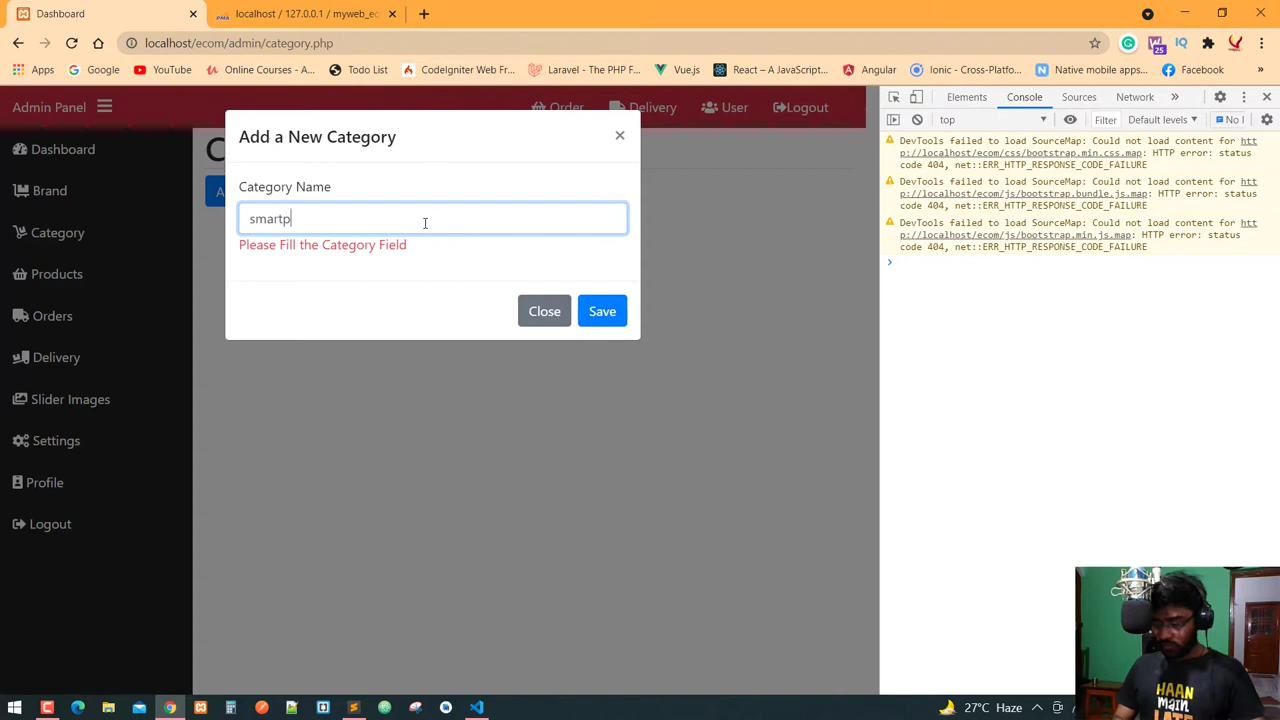 Dashboard
localhost / 127.0.0.1 / myweb_ec
localhost/ecom/admin/category.php
25
Apps
Google
YouTube
Online Courses - A...
Todo List
CodeIgniter Web Fr...
Laravel - The PHP F...
Vue.js
React – A JavaScript...
Angular
Ionic - Cross-Platfo...
Native mobile apps...
Facebook
Admin Panel
Order
Delivery
User
Logout
Dashboard
Brand
Category
Products
Orders
Delivery
Slider Images
Settings
Profile
Logout
C
A
Add a New Category
×
Category Name
smartp
Please Fill the Category Field
Close
Save
Elements
Console
Sources
Network
top
Filter
Default levels
No I
DevTools failed to load SourceMap: Could not load content for htt
p://localhost/ecom/css/bootstrap.min.css.map: HTTP error: status
code 404, net::ERR_HTTP_RESPONSE_CODE_FAILURE
DevTools failed to load SourceMap: Could not load content for htt
p://localhost/ecom/js/bootstrap.bundle.js.map: HTTP error: status
code 404, net::ERR_HTTP_RESPONSE_CODE_FAILURE
DevTools failed to load SourceMap: Could not load content for htt
p://localhost/ecom/js/bootstrap.min.js.map: HTTP error: status
code 404, net::ERR_HTTP_RESPONSE_CODE_FAILURE
HAAN
main
27°C Haze